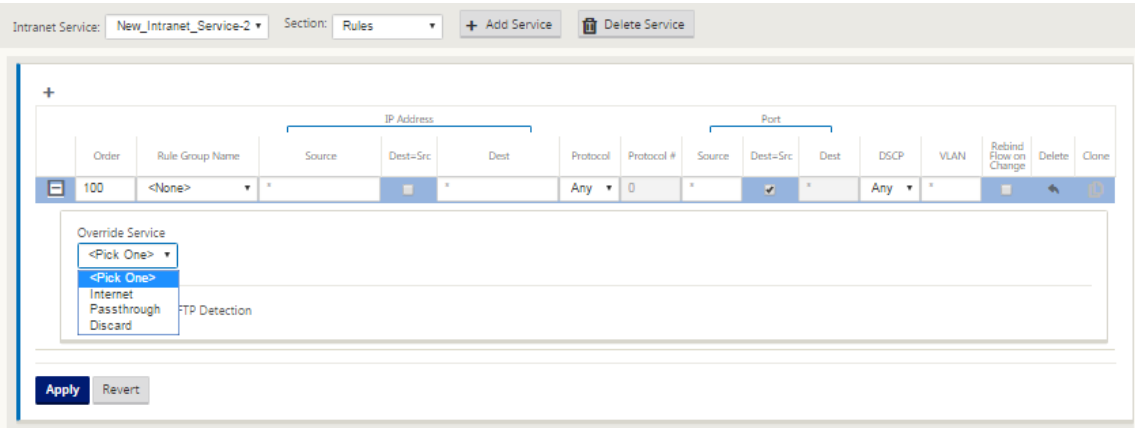 Intranet Service: New_Intranet_Service-2 Section: Rules + Add Service Delete Service
+
IP Address Port
Order Rule Group Name Source Dest=Src Dest Protocol Protocol # Source Dest=Src Dest DSCP VLAN Rebind Flow on Change Delete Clone
100 <None> * * Any 0 * * Any *
Override Service
<Pick One>
<Pick One>
Internet
Passthrough FTP Detection
Discard
Apply Revert